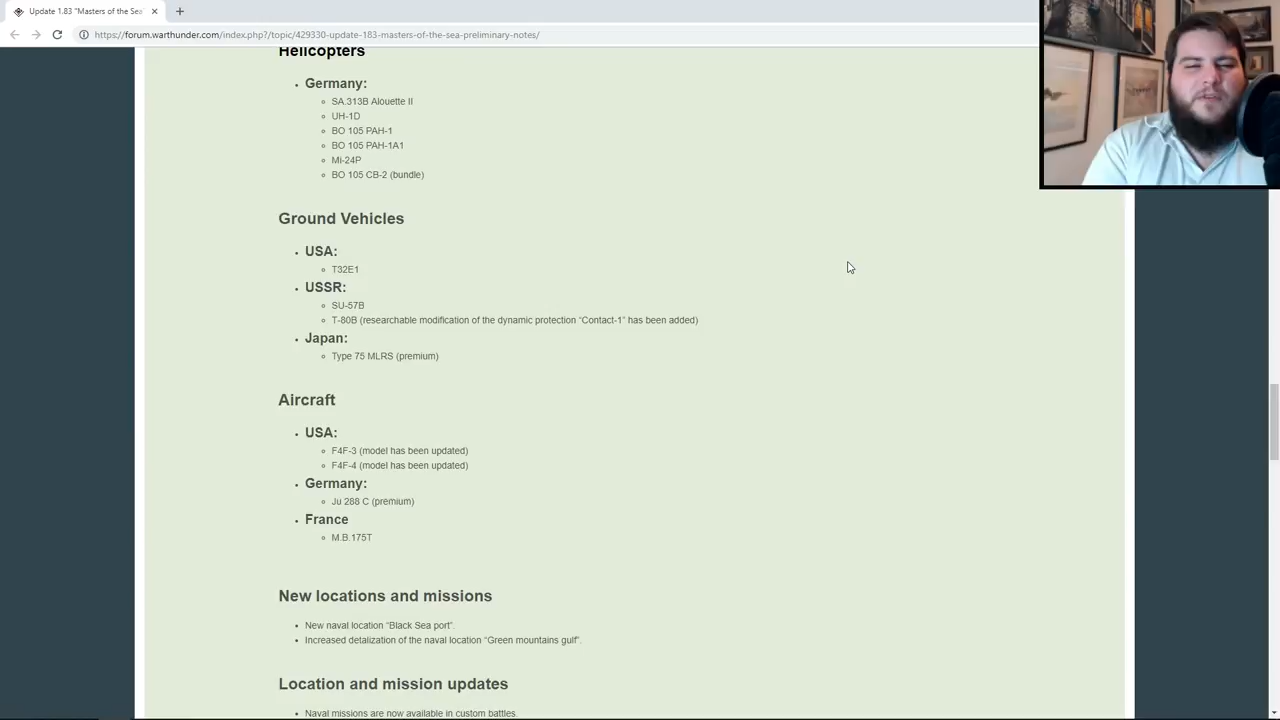 Update 1.83 "Masters of the Sea
https://forum.warthunder.com/index.php?/topic/429330-update-183-masters-of-the-sea-preliminary-notes/
Helicopters
Germany:
SA.313B Alouette II
UH-1D
BO 105 PAH-1
BO 105 PAH-1A1
Mi-24P
BO 105 CB-2 (bundle)
Ground Vehicles
USA:
T32E1
USSR:
SU-57B
T-80B (researchable modification of the dynamic protection “Contact-1” has been added)
Japan:
Type 75 MLRS (premium)
Aircraft
USA:
F4F-3 (model has been updated)
F4F-4 (model has been updated)
Germany:
Ju 288 C (premium)
France
M.B.175T
New locations and missions
New naval location “Black Sea port”.
Increased detalization of the naval location “Green mountains gulf”.
Location and mission updates
Naval missions are now available in custom battles.